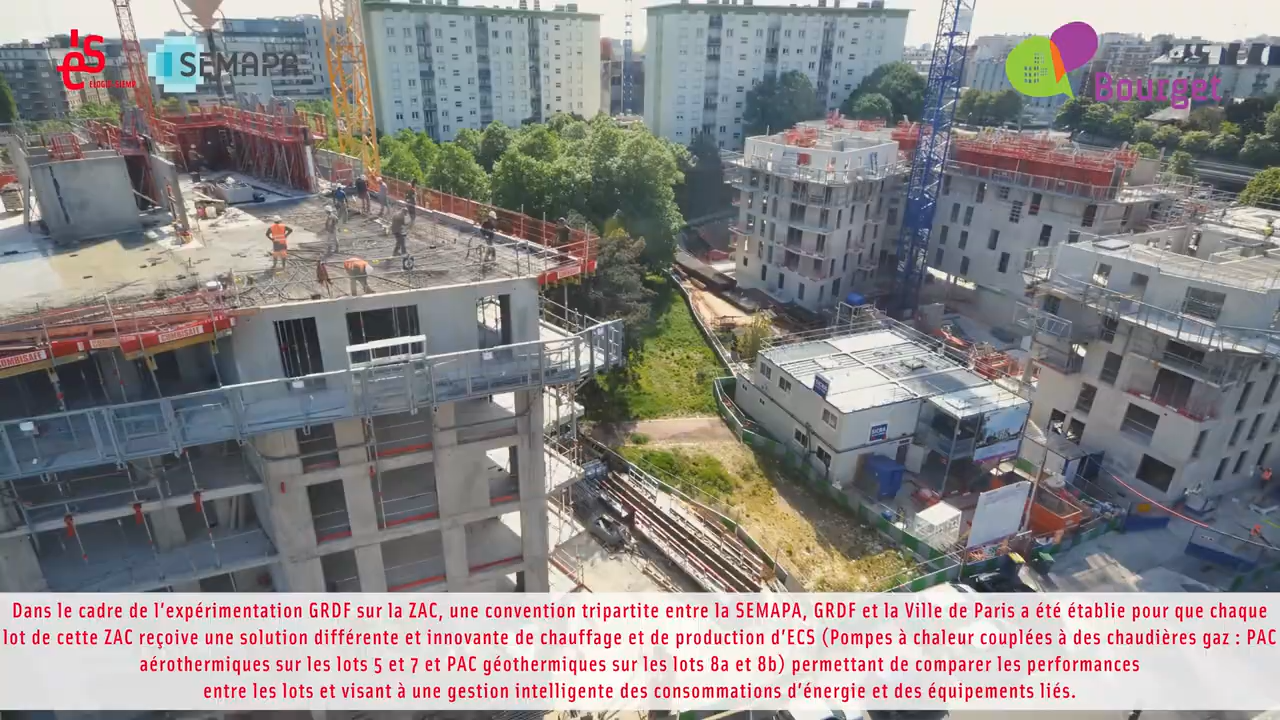 ELOGIE-SIEMP
SEMAPA
Bourget
COMBISAFE
COMBISAFE
Dans le cadre de l'expérimentation GRDF sur la ZAC, une convention tripartite entre la SEMAPA, GRDF et la Ville de Paris a été établie pour que chaque
lot de cette ZAC reçoive une solution différente et innovante de chauffage et de production d'ECS (Pompes à chaleur couplées à des chaudières gaz : PAC
aérothermiques sur les lots 5 et 7 et PAC géothermiques sur les lots 8a et 8b) permettant de comparer les performances
entre les lots et visant à une gestion intelligente des consommations d'énergie et des équipements liés.